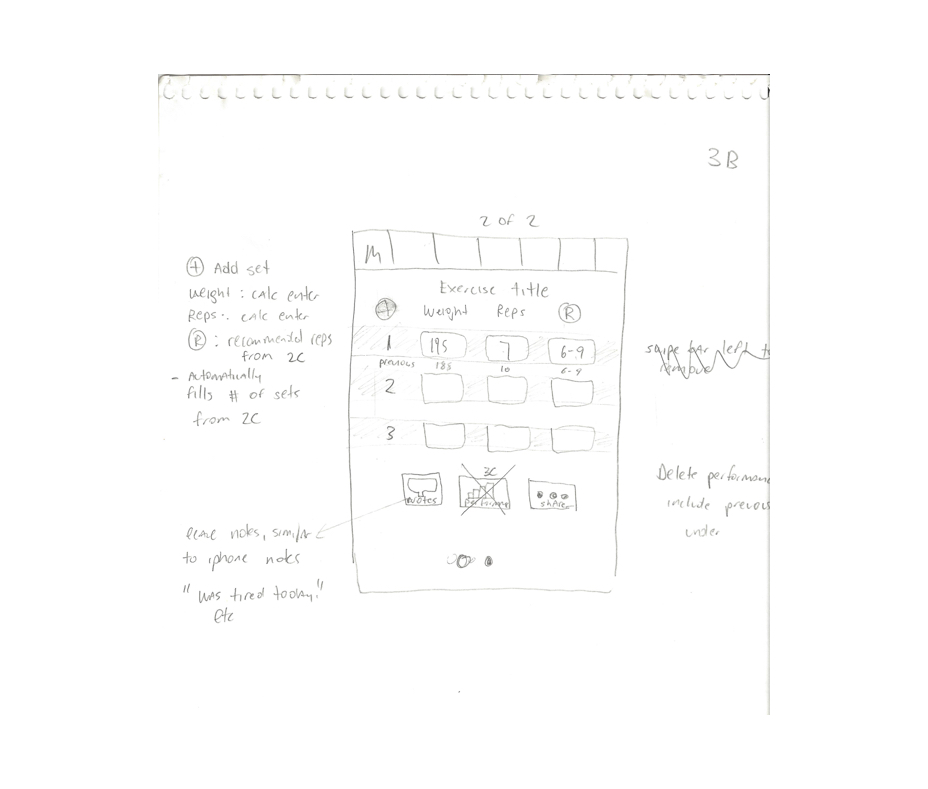 3B
2 of 2
M
Exercise title
+ Weight Reps R
1 195 7 6-9
previous 185 10 6-9
2
3
notes
3C
share
+ Add set
Weight : calc enter
Reps : calc enter
R : recommended reps
from 2C
- Automatically
fills # of sets
from 2C
leave notes, similar
to iphone notes
"was tired today!"
Etc
swipe bar left to
remove
Delete performan
include previous
under